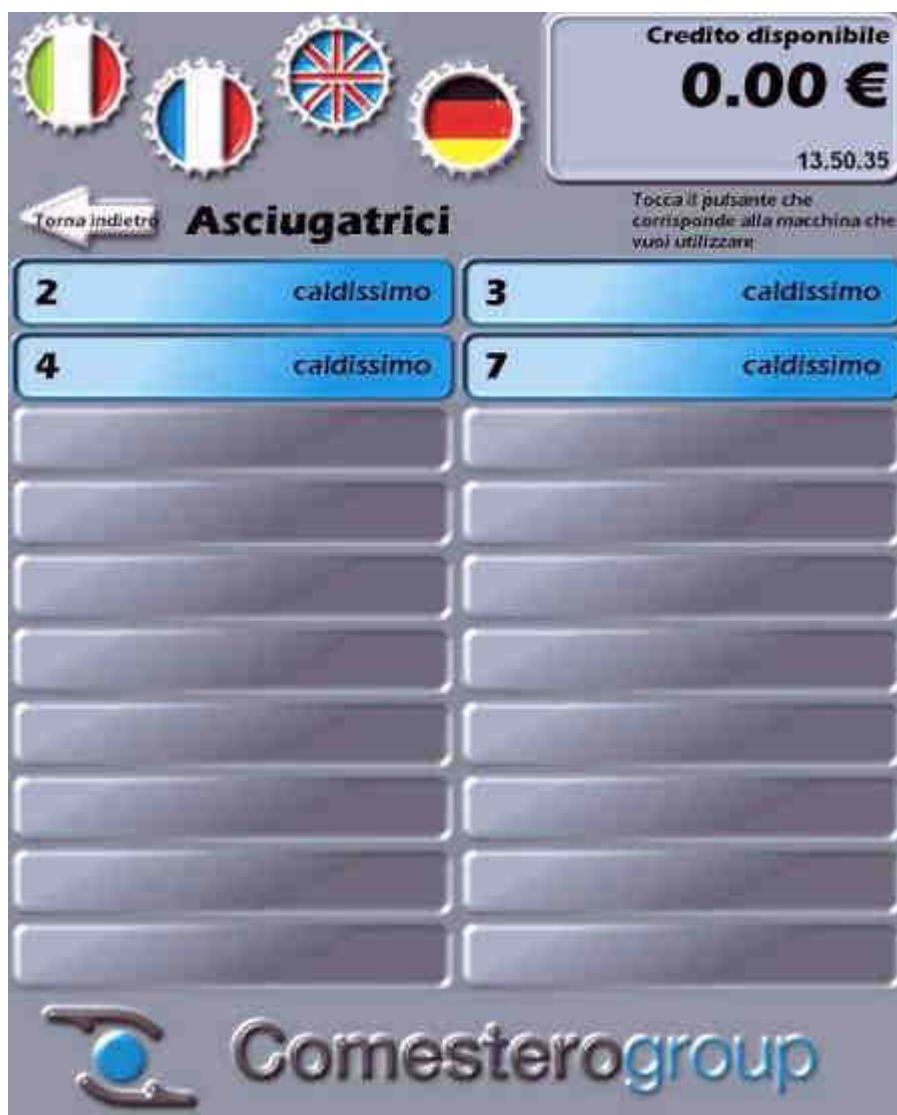 Credito disponibile
0.00 €
13.50.35
Torna indietro
Asciugatrici
Tocca il pulsante che
corrisponde alla macchina che
vuoi utilizzare
2 caldissimo
3 caldissimo
4 caldissimo
7 caldissimo
Comesterogroup